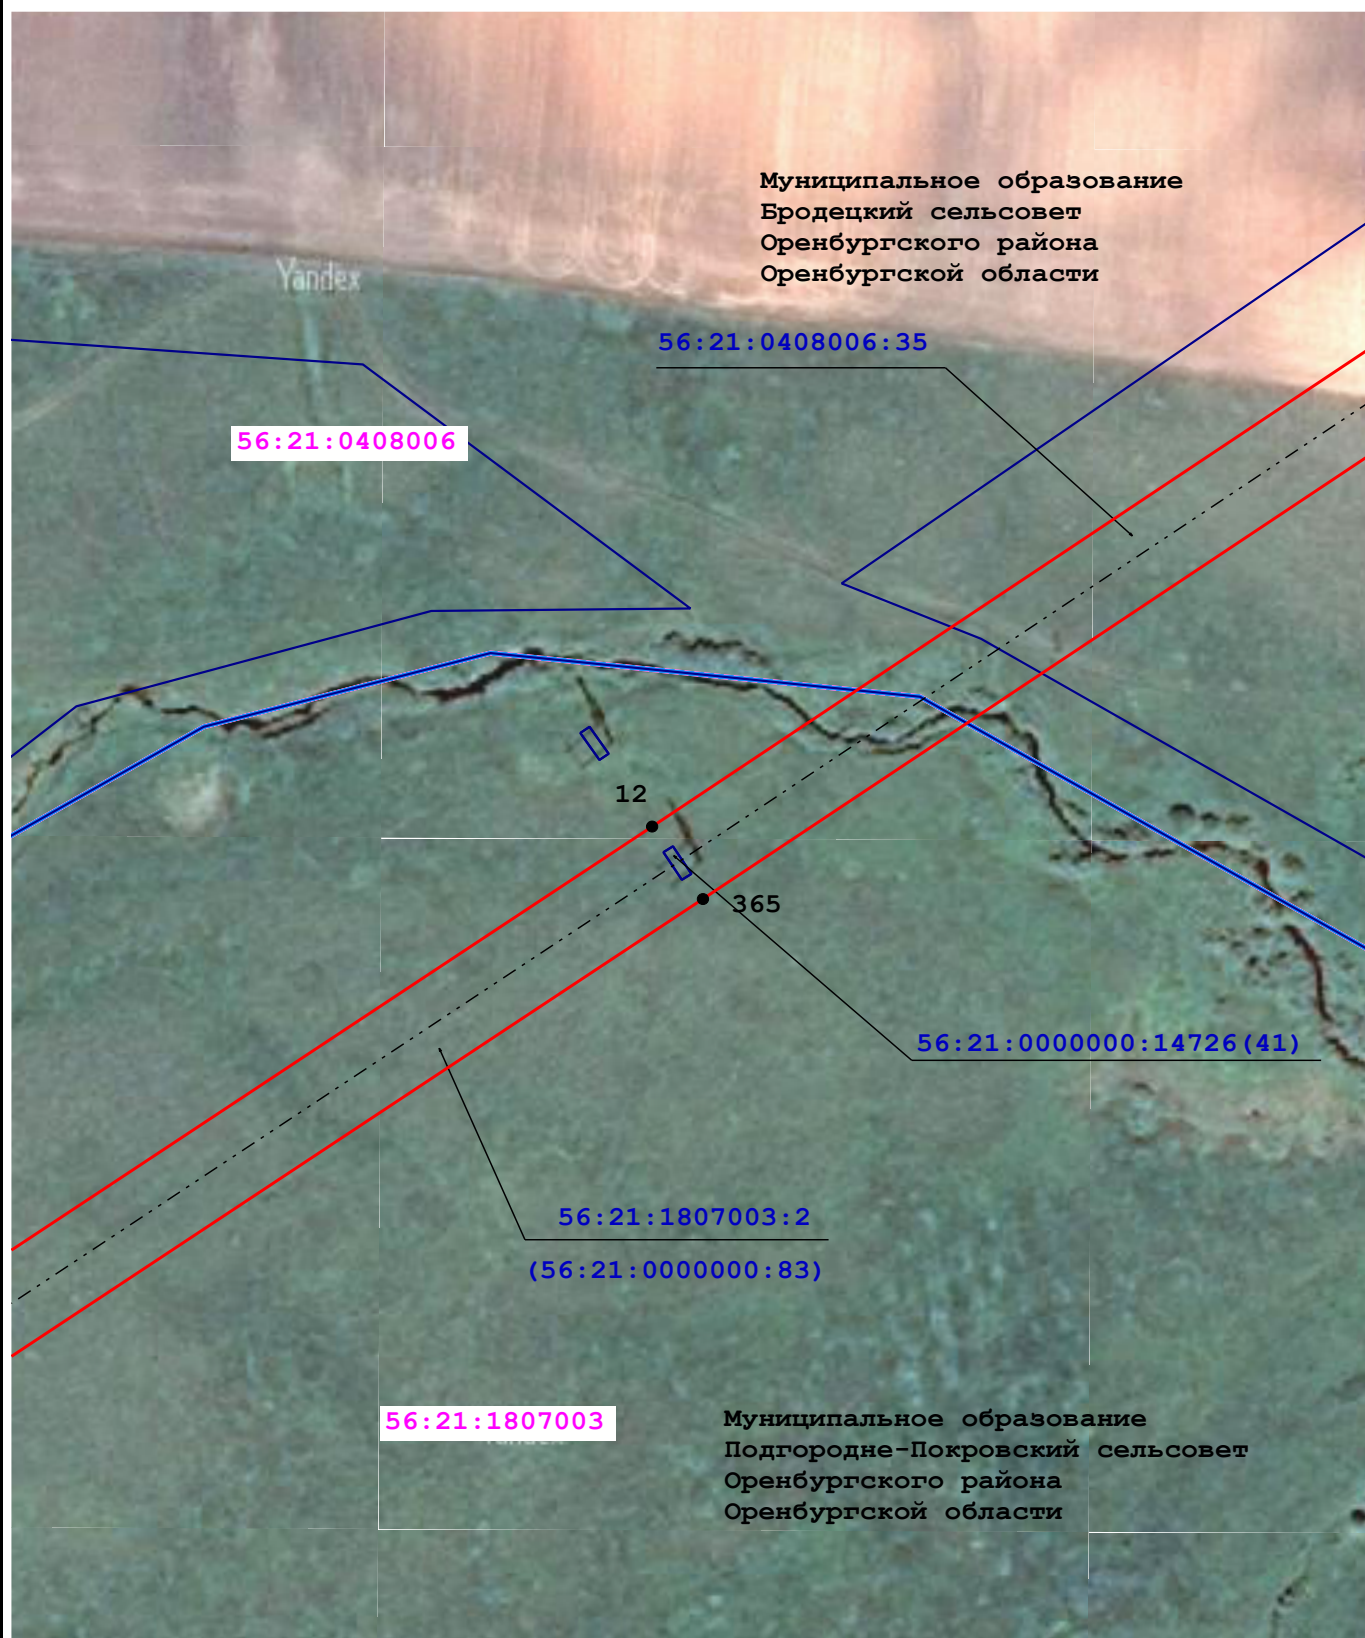 Муниципальное образование
Бродецкий сельсовет
Оренбургского района
Оренбургской области
Yandex
56:21:0408006:35
56:21:0408006
12
365
56:21:0000000:14726(41)
56:21:1807003:2
(56:21:0000000:83)
56:21:1807003
Муниципальное образование
Подгородне-Покровский сельсовет
Оренбургского района
Оренбургской области